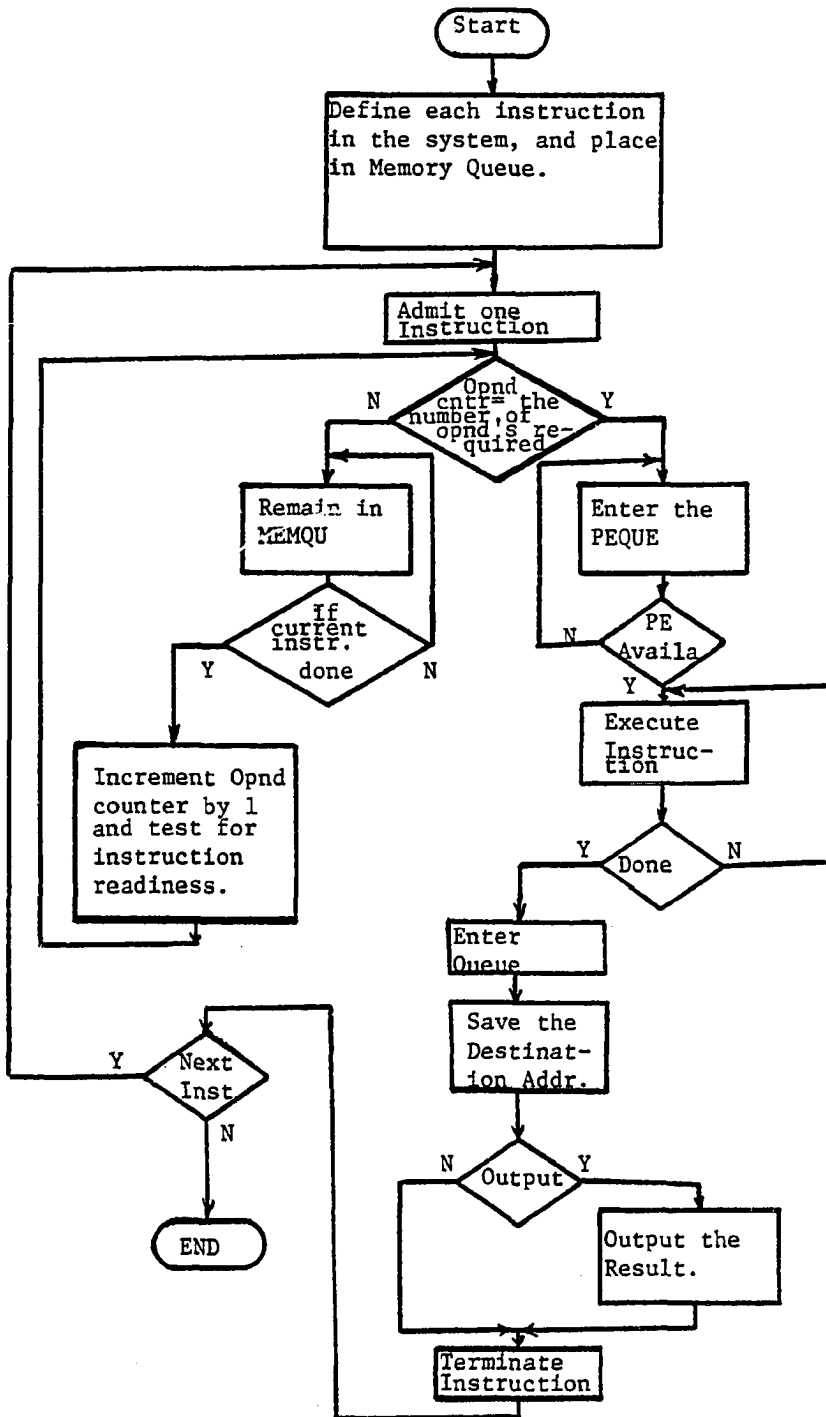 Start
Define each instruction
in the system, and place
in Memory Queue.
Admit one
Instruction
Opnd
cntr= the
number of
opnd's re-
quired
N
Y
Remain in
MEMQU
Enter the
PEQUE
If
current
instr.
done
Y
N
PE
Availa
N
Y
Execute
Instruc-
tion
Increment Opnd
counter by 1
and test for
instruction
readiness.
Done
Y
N
Enter
Queue
Save the
Destinat-
ion Addr.
Next
Inst
Y
N
Output
N
Y
END
Output the
Result.
Terminate
Instruction